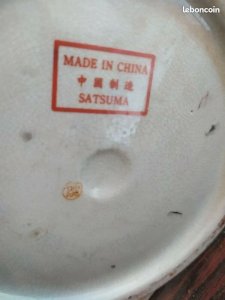 leboncoin
MADE IN CHINA
中國制造
SATSUMA